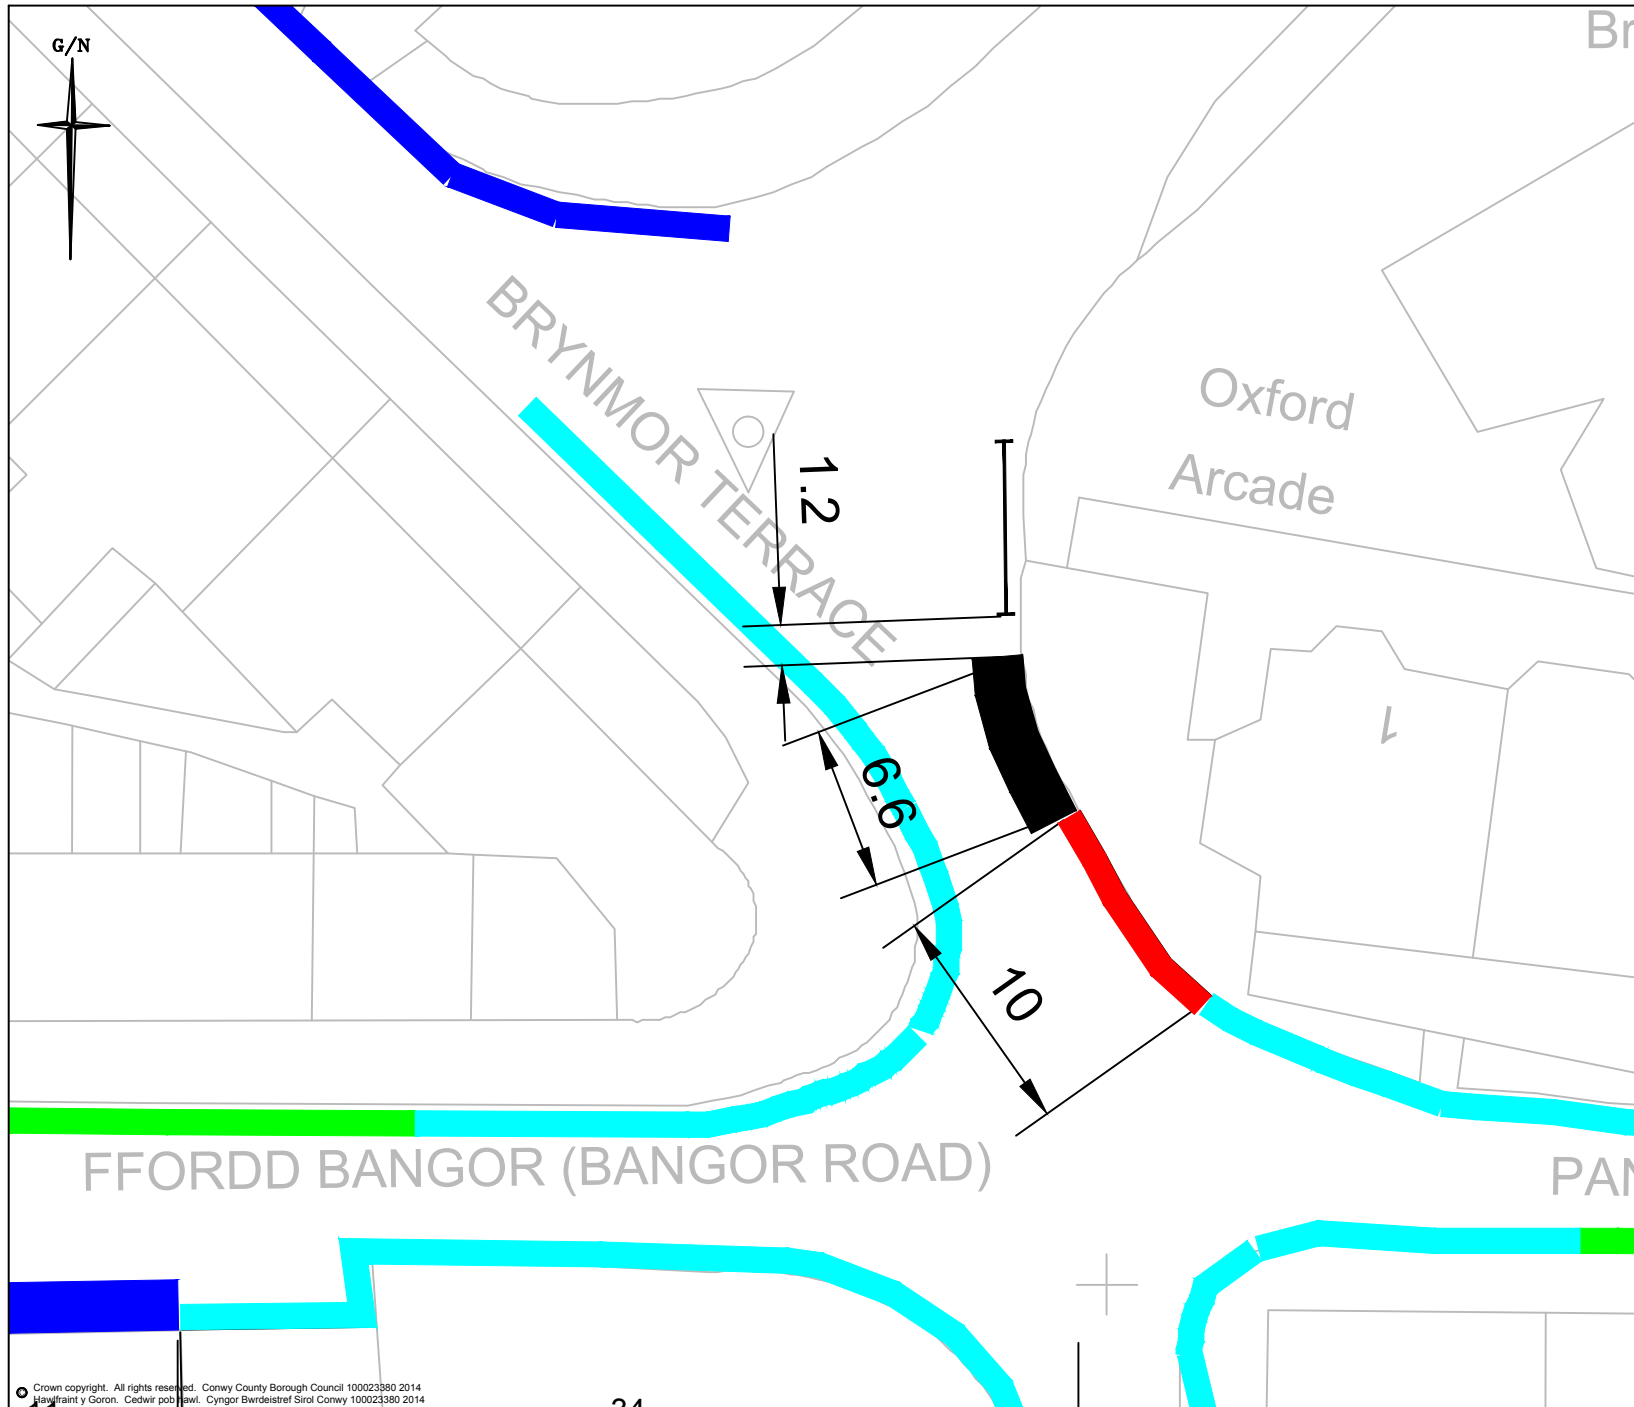 G/N
Br
BRYNMOR TERRACE
Oxford
Arcade
1.2
6.6
1
10
FFORDD BANGOR (BANGOR ROAD)
PAN
Crown copyright. All rights reserved. Conwy County Borough Council 100023380 2014
Hawlfraint y Goron. Cedwir pob hawl. Cyngor Bwrdeistref Sirol Conwy 100023380 2014